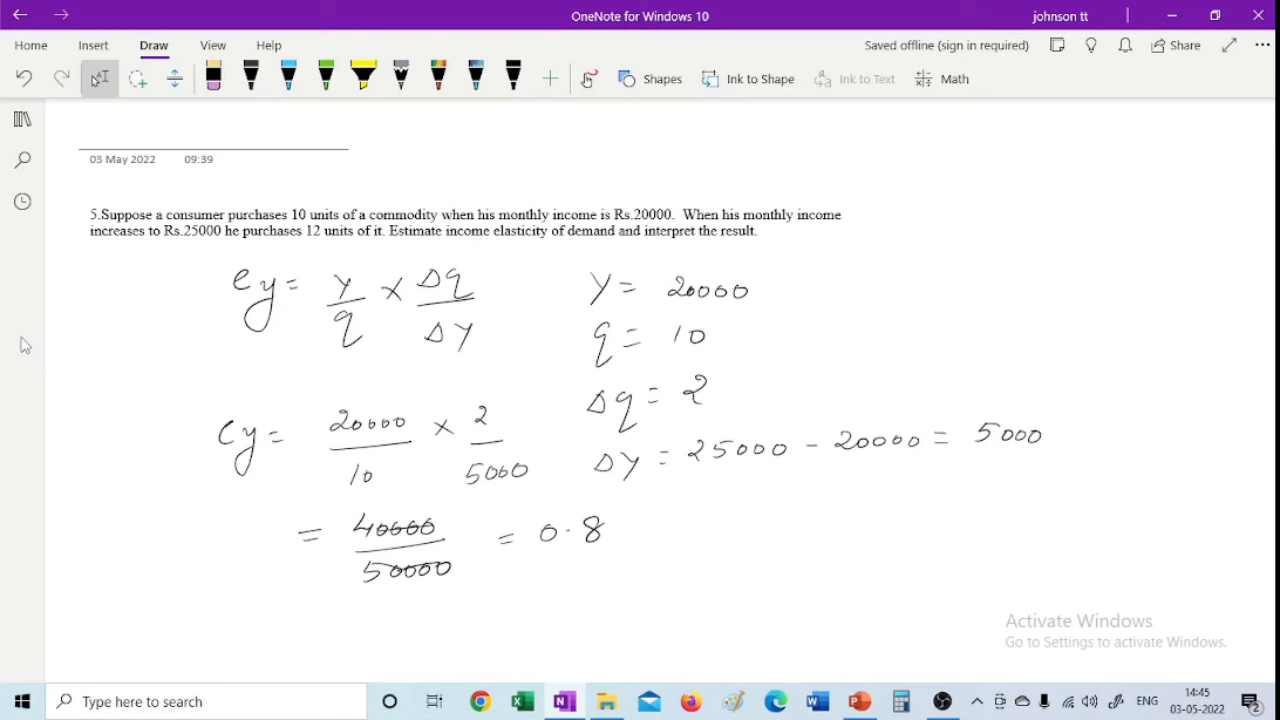 OneNote for Windows 10
johnson tt
Home Insert Draw View Help
Saved offline (sign in required) Share
Shapes Ink to Shape Ink to Text Math
03 May 2022 09:39
5.Suppose a consumer purchases 10 units of a commodity when his monthly income is Rs.20000. When his monthly income
increases to Rs.25000 he purchases 12 units of it. Estimate income elasticity of demand and interpret the result.
ey = y/q × Δq/Δy
y = 20000
q = 10
Δq = 2
Δy = 25000 - 20000 = 5000
ey = 20000/10 × 2/5000
= 40000/50000 = 0.8
Activate Windows
Go to Settings to activate Windows.
Type here to search
ENG
14:45
03-05-2022
2